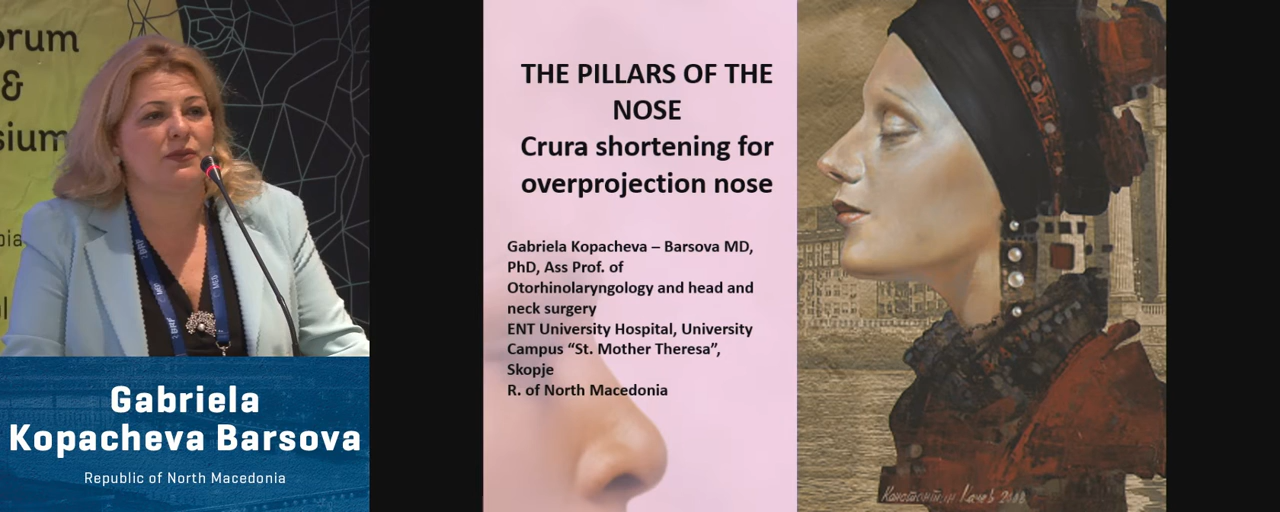 orum
&
sium
Gabriela
Kopacheva Barsova
Republic of North Macedonia
THE PILLARS OF THE
NOSE
Crura shortening for
overprojection nose
Gabriela Kopacheva – Barsova MD,
PhD, Ass Prof. of
Otorhinolaryngology and head and
neck surgery
ENT University Hospital, University
Campus “St. Mother Theresa”,
Skopje
R. of North Macedonia
Константин Качев